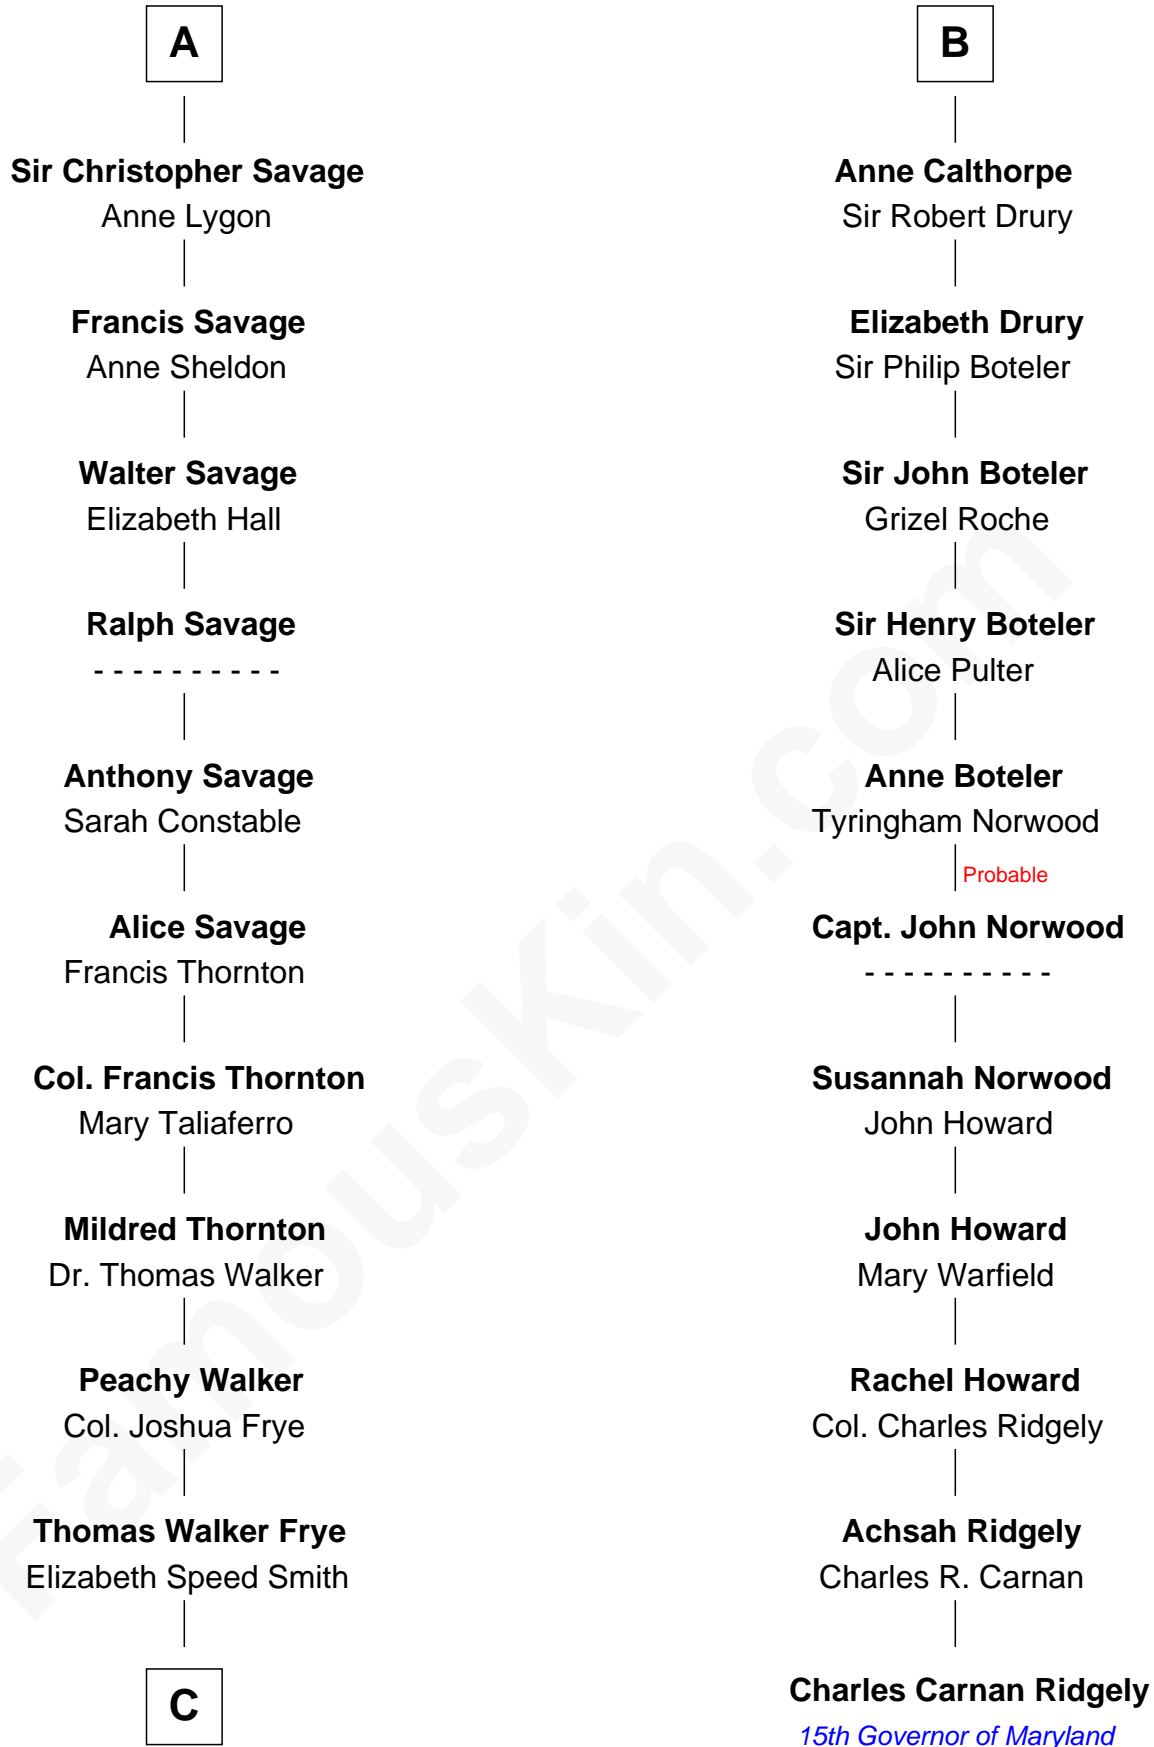 A
Sir Christopher Savage
Anne Lygon
Francis Savage
Anne Sheldon
Walter Savage
Elizabeth Hall
Ralph Savage
- - - - - - - - - -
Anthony Savage
Sarah Constable
Alice Savage
Francis Thornton
Col. Francis Thornton
Mary Taliaferro
Mildred Thornton
Dr. Thomas Walker
Peachy Walker
Col. Joshua Frye
Thomas Walker Frye
Elizabeth Speed Smith
C
B
Anne Calthorpe
Sir Robert Drury
Elizabeth Drury
Sir Philip Boteler
Sir John Boteler
Grizel Roche
Sir Henry Boteler
Alice Pulter
Anne Boteler
Tyringham Norwood
Probable
Capt. John Norwood
- - - - - - - - - -
Susannah Norwood
John Howard
John Howard
Mary Warfield
Rachel Howard
Col. Charles Ridgely
Achsah Ridgely
Charles R. Carnan
Charles Carnan Ridgely
15th Governor of Maryland
FamousKin.com